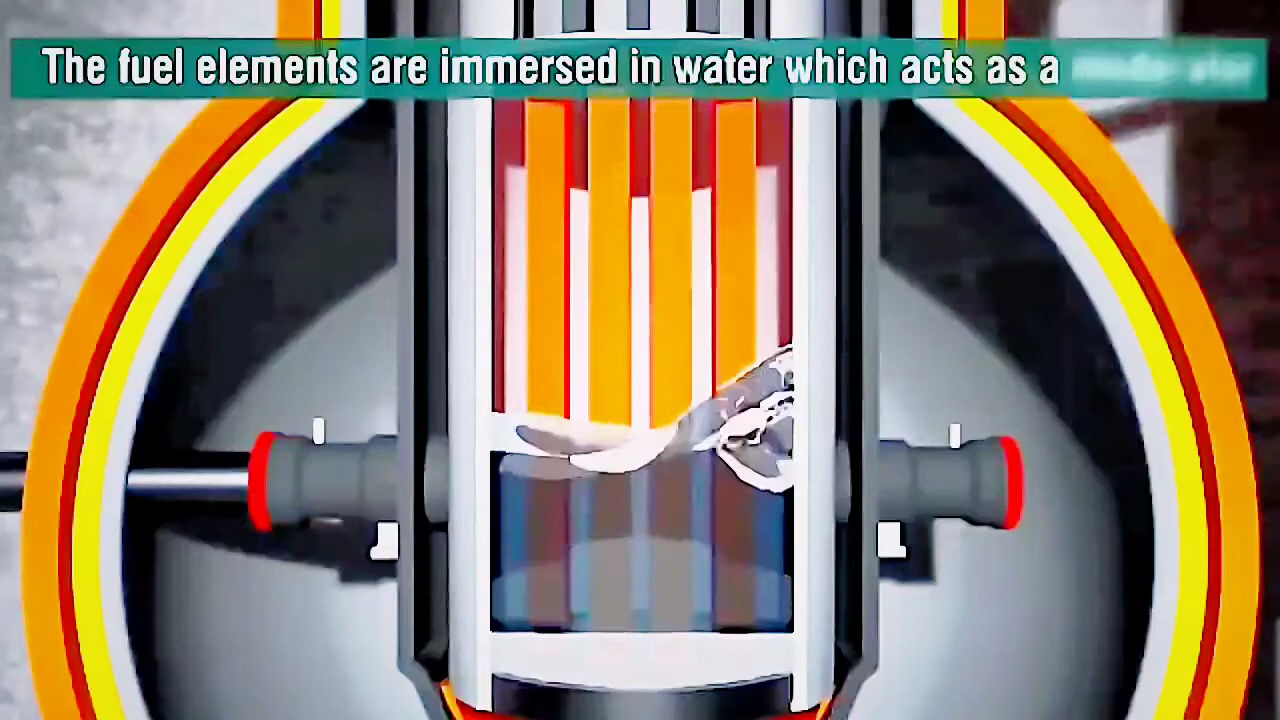 The fuel elements are immersed in water which acts as a